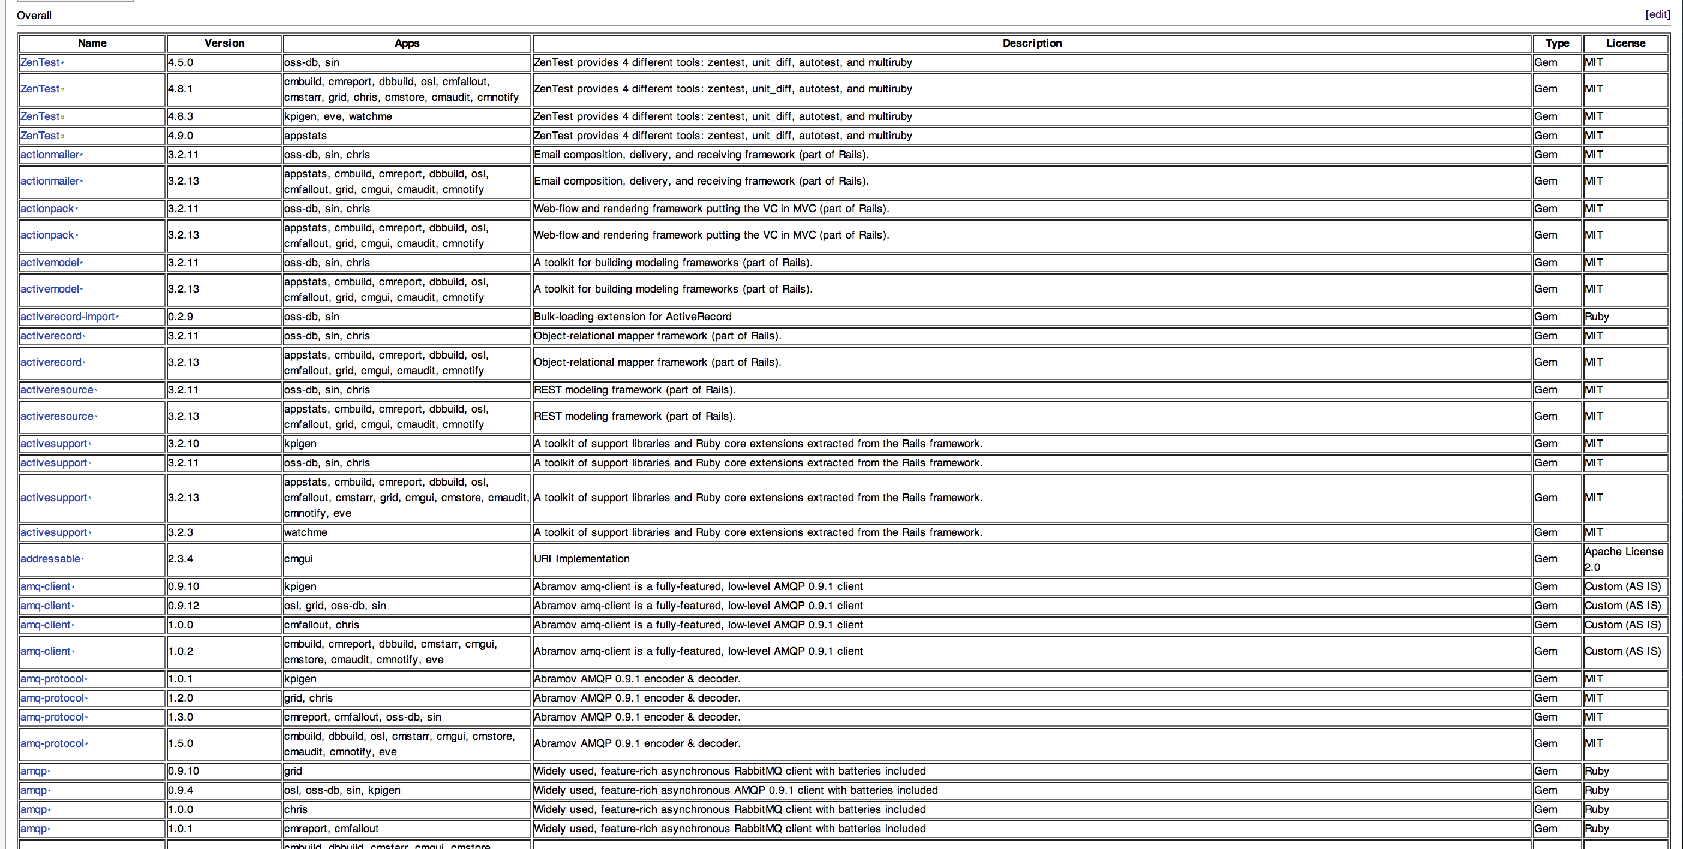 Overall [edit]
Name Version Apps Description Type License
ZenTest 4.5.0 oss-db, sin ZenTest provides 4 different tools: zentest, unit_diff, autotest, and multiruby Gem MIT
ZenTest 4.8.1 cmbuild, cmreport, dbbuild, osl, cmfallout, cmstarr, grid, chris, cmstore, cmaudit, cmnotify ZenTest provides 4 different tools: zentest, unit_diff, autotest, and multiruby Gem MIT
ZenTest 4.8.3 kpigen, eve, watchme ZenTest provides 4 different tools: zentest, unit_diff, autotest, and multiruby Gem MIT
ZenTest 4.9.0 appstats ZenTest provides 4 different tools: zentest, unit_diff, autotest, and multiruby Gem MIT
actionmailer 3.2.11 oss-db, sin, chris Email composition, delivery, and receiving framework (part of Rails). Gem MIT
actionmailer 3.2.13 appstats, cmbuild, cmreport, dbbuild, osl, cmfallout, grid, cmgui, cmaudit, cmnotify Email composition, delivery, and receiving framework (part of Rails). Gem MIT
actionpack 3.2.11 oss-db, sin, chris Web-flow and rendering framework putting the VC in MVC (part of Rails). Gem MIT
actionpack 3.2.13 appstats, cmbuild, cmreport, dbbuild, osl, cmfallout, grid, cmgui, cmaudit, cmnotify Web-flow and rendering framework putting the VC in MVC (part of Rails). Gem MIT
activemodel 3.2.11 oss-db, sin, chris A toolkit for building modeling frameworks (part of Rails). Gem MIT
activemodel 3.2.13 appstats, cmbuild, cmreport, dbbuild, osl, cmfallout, grid, cmgui, cmaudit, cmnotify A toolkit for building modeling frameworks (part of Rails). Gem MIT
activerecord-import 0.2.9 oss-db, sin Bulk-loading extension for ActiveRecord Gem Ruby
activerecord 3.2.11 oss-db, sin, chris Object-relational mapper framework (part of Rails). Gem MIT
activerecord 3.2.13 appstats, cmbuild, cmreport, dbbuild, osl, cmfallout, grid, cmgui, cmaudit, cmnotify Object-relational mapper framework (part of Rails). Gem MIT
activeresource 3.2.11 oss-db, sin, chris REST modeling framework (part of Rails). Gem MIT
activeresource 3.2.13 appstats, cmbuild, cmreport, dbbuild, osl, cmfallout, grid, cmgui, cmaudit, cmnotify REST modeling framework (part of Rails). Gem MIT
activesupport 3.2.10 kpigen A toolkit of support libraries and Ruby core extensions extracted from the Rails framework. Gem MIT
activesupport 3.2.11 oss-db, sin, chris A toolkit of support libraries and Ruby core extensions extracted from the Rails framework. Gem MIT
activesupport 3.2.13 appstats, cmbuild, cmreport, dbbuild, osl, cmfallout, cmstarr, grid, cmgui, cmstore, cmaudit, cmnotify, eve A toolkit of support libraries and Ruby core extensions extracted from the Rails framework. Gem MIT
activesupport 3.2.3 watchme A toolkit of support libraries and Ruby core extensions extracted from the Rails framework. Gem MIT
addressable 2.3.4 cmgui URI Implementation Gem Apache License 2.0
amq-client 0.9.10 kpigen Abramov amq-client is a fully-featured, low-level AMQP 0.9.1 client Gem Custom (AS IS)
amq-client 0.9.12 osl, grid, oss-db, sin Abramov amq-client is a fully-featured, low-level AMQP 0.9.1 client Gem Custom (AS IS)
amq-client 1.0.0 cmfallout, chris Abramov amq-client is a fully-featured, low-level AMQP 0.9.1 client Gem Custom (AS IS)
amq-client 1.0.2 cmbuild, cmreport, dbbuild, cmstarr, cmgui, cmstore, cmaudit, cmnotify, eve Abramov amq-client is a fully-featured, low-level AMQP 0.9.1 client Gem Custom (AS IS)
amq-protocol 1.0.1 kpigen Abramov AMQP 0.9.1 encoder & decoder. Gem MIT
amq-protocol 1.2.0 grid, chris Abramov AMQP 0.9.1 encoder & decoder. Gem MIT
amq-protocol 1.3.0 cmreport, cmfallout, oss-db, sin Abramov AMQP 0.9.1 encoder & decoder. Gem MIT
amq-protocol 1.5.0 cmbuild, dbbuild, osl, cmstarr, cmgui, cmstore, cmaudit, cmnotify, eve Abramov AMQP 0.9.1 encoder & decoder. Gem MIT
amqp 0.9.10 grid Widely used, feature-rich asynchronous RabbitMQ client with batteries included Gem Ruby
amqp 0.9.4 osl, oss-db, sin, kpigen Widely used, feature-rich asynchronous AMQP 0.9.1 client with batteries included Gem Ruby
amqp 1.0.0 chris Widely used, feature-rich asynchronous RabbitMQ client with batteries included Gem Ruby
amqp 1.0.1 cmreport, cmfallout Widely used, feature-rich asynchronous RabbitMQ client with batteries included Gem Ruby
cmbuild, dbbuild, cmstarr, cmgui, cmstore,